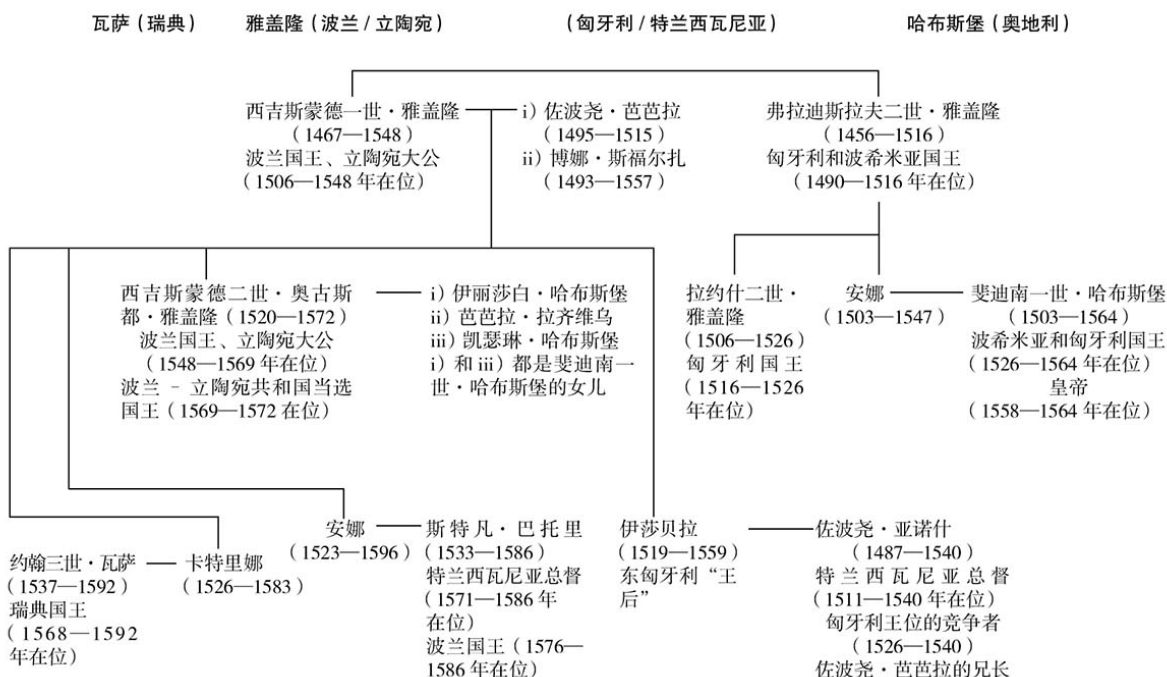 瓦萨（瑞典）
雅盖隆（波兰/立陶宛）
（匈牙利/特兰西瓦尼亚）
哈布斯堡（奥地利）
西吉斯蒙德一世·雅盖隆
（1467—1548）
波兰国王、立陶宛大公
（1506—1548 年在位）
i）佐波尧·芭芭拉
（1495—1515）
ii）博娜·斯福尔扎
（1493—1557）
弗拉迪斯拉夫二世·雅盖隆
（1456—1516）
匈牙利和波希米亚国王
（1490—1516 年在位）
西吉斯蒙德二世·奥古斯
都·雅盖隆（1520—1572）
波兰国王、立陶宛大公
（1548—1569 年在位）
波兰－立陶宛共和国当选
国王（1569—1572 在位）
i）伊丽莎白·哈布斯堡
ii）芭芭拉·拉齐维乌
iii）凯瑟琳·哈布斯堡
i）和 iii）都是斐迪南一
世·哈布斯堡的女儿
拉约什二世·
雅盖隆
（1506—1526）
匈牙利国王
（1516—1526
年在位）
安娜
（1503—1547）
斐迪南一世·哈布斯堡
（1503—1564）
波希米亚和匈牙利国王
（1526—1564 年在位）
皇帝
（1558—1564 年在位）
约翰三世·瓦萨
（1537—1592）
瑞典国王
（1568—1592
年在位）
卡特里娜
（1526—1583）
安娜
（1523—1596）
斯特凡·巴托里
（1533—1586）
特兰西瓦尼亚总督
（1571—1586 年
在位）
波兰国王（1576—
1586 年在位）
伊莎贝拉
（1519—1559）
东匈牙利“王
后”
佐波尧·亚诺什
（1487—1540）
特兰西瓦尼亚总督
（1511—1540 年在位）
匈牙利王位的竞争者
（1526—1540）
佐波尧·芭芭拉的兄长